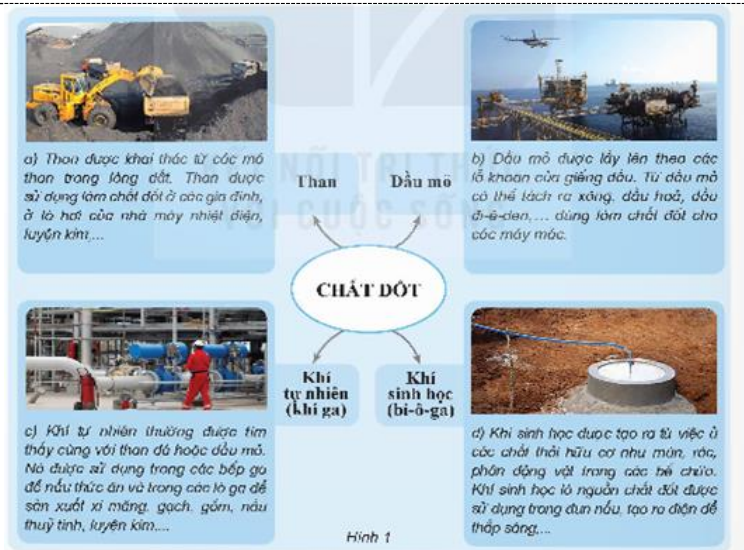 a) Than được khai thác từ các mỏ
than trong lòng đất. Than được
sử dụng làm chất đốt ở các gia đình,
ở lò hơi của nhà máy nhiệt điện,
luyện kim,...
Than
Dầu mỏ
b) Dầu mỏ được lấy lên theo các
lỗ khoan của giếng dầu. Từ dầu mỏ
có thể tách ra xăng, dầu hoả, dầu
đi-ê-den,... dùng làm chất đốt cho
các máy móc.
NỐI TRI THỨC
CUỘC SỐNG
CHẤT ĐỐT
Khí
tự nhiên
(khí ga)
Khí
sinh học
(bi-ô-ga)
c) Khí tự nhiên thường được tìm
thấy cùng với than đá hoặc dầu mỏ.
Nó được sử dụng trong các bếp ga
để nấu thức ăn và trong các lò ga để
sản xuất xi măng, gạch, gốm, nấu
thuỷ tinh, luyện kim,...
d) Khí sinh học được tạo ra từ việc ủ
các chất thải hữu cơ như mùn, rác,
phân động vật trong các bể chứa.
Khí sinh học là nguồn chất đốt được
sử dụng trong đun nấu, tạo ra điện để
thắp sáng,...
Hình 1